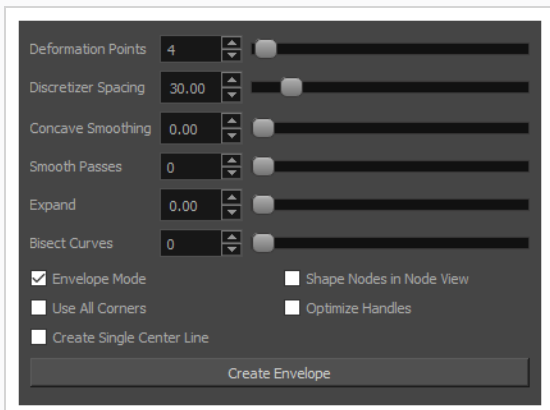 Deformation Points 4
Discretizer Spacing 30.00
Concave Smoothing 0.00
Smooth Passes 0
Expand 0.00
Bisect Curves 0
Envelope Mode Shape Nodes in Node View
Use All Corners Optimize Handles
Create Single Center Line
Create Envelope